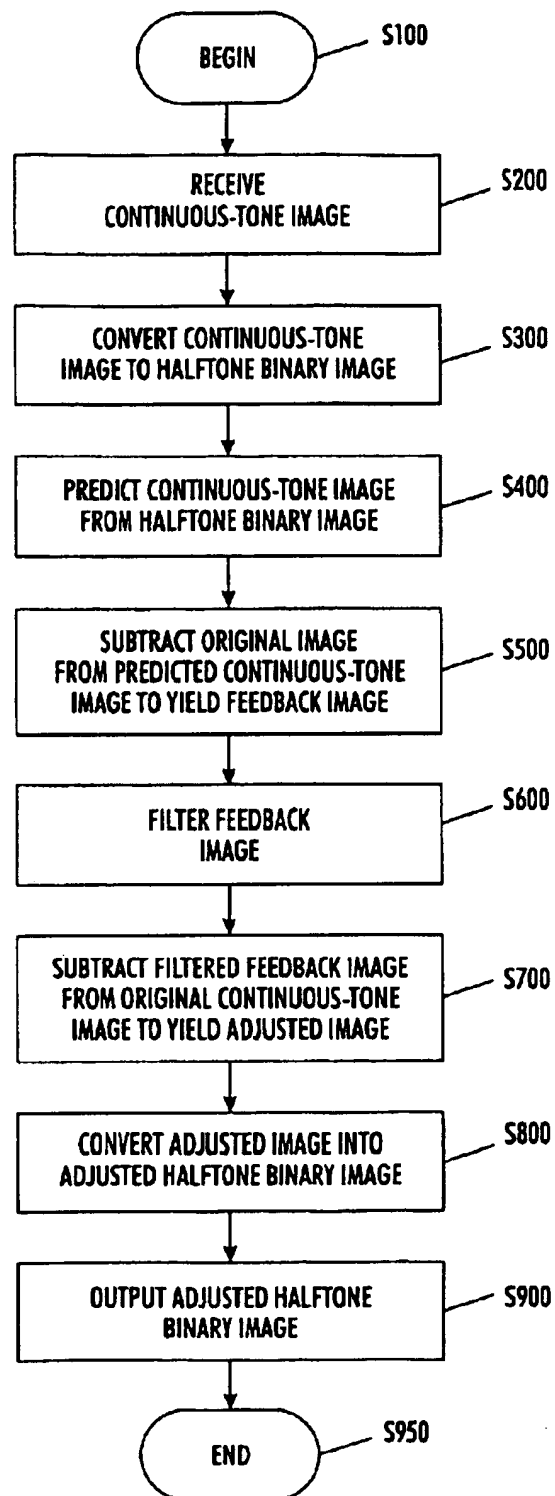 BEGIN
S100
RECEIVE
CONTINUOUS-TONE IMAGE
S200
CONVERT CONTINUOUS-TONE
IMAGE TO HALFTONE BINARY IMAGE
S300
PREDICT CONTINUOUS-TONE IMAGE
FROM HALFTONE BINARY IMAGE
S400
SUBTRACT ORIGINAL IMAGE
FROM PREDICTED CONTINUOUS-TONE
IMAGE TO YIELD FEEDBACK IMAGE
S500
FILTER FEEDBACK
IMAGE
S600
SUBTRACT FILTERED FEEDBACK IMAGE
FROM ORIGINAL CONTINUOUS-TONE
IMAGE TO YIELD ADJUSTED IMAGE
S700
CONVERT ADJUSTED IMAGE INTO
ADJUSTED HALFTONE BINARY IMAGE
S800
OUTPUT ADJUSTED HALFTONE
BINARY IMAGE
S900
END
S950